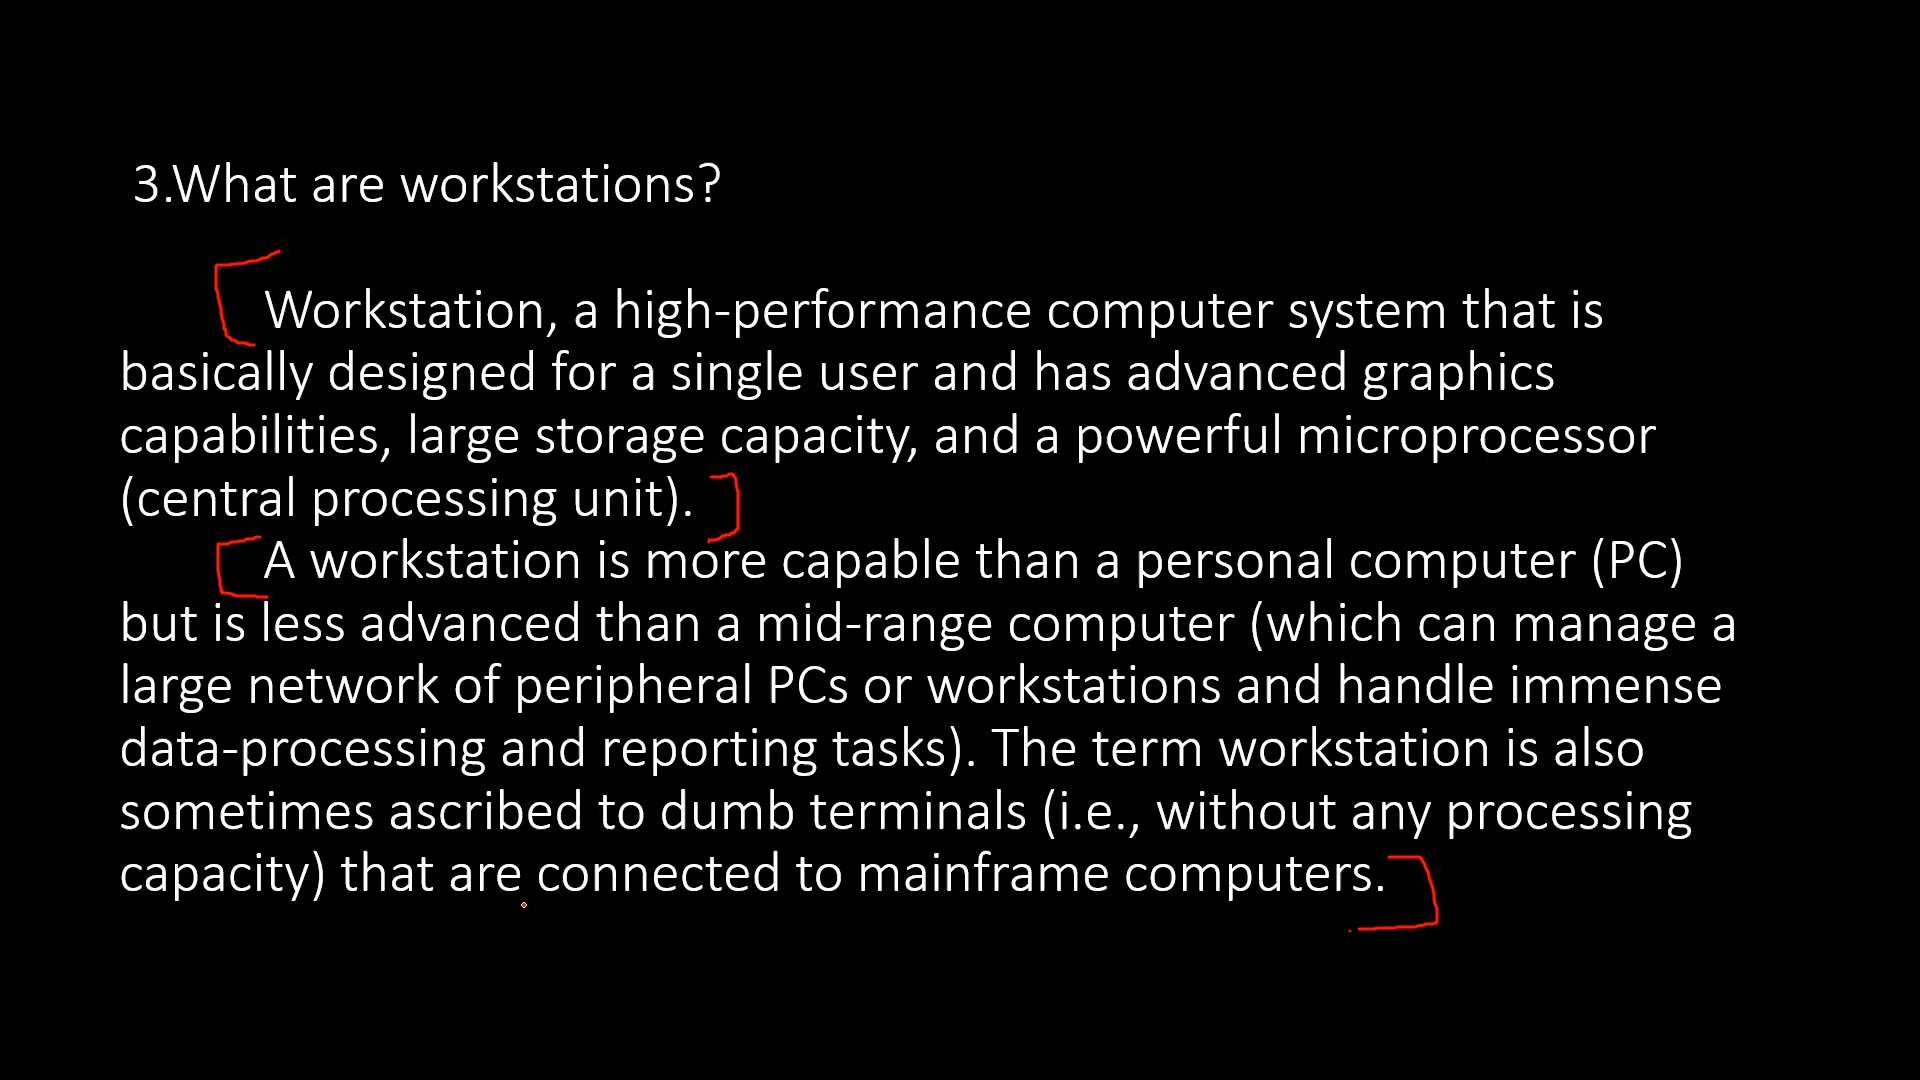 3.What are workstations?
Workstation, a high-performance computer system that is
basically designed for a single user and has advanced graphics
capabilities, large storage capacity, and a powerful microprocessor
(central processing unit).
A workstation is more capable than a personal computer (PC)
but is less advanced than a mid-range computer (which can manage a
large network of peripheral PCs or workstations and handle immense
data-processing and reporting tasks). The term workstation is also
sometimes ascribed to dumb terminals (i.e., without any processing
capacity) that are connected to mainframe computers.